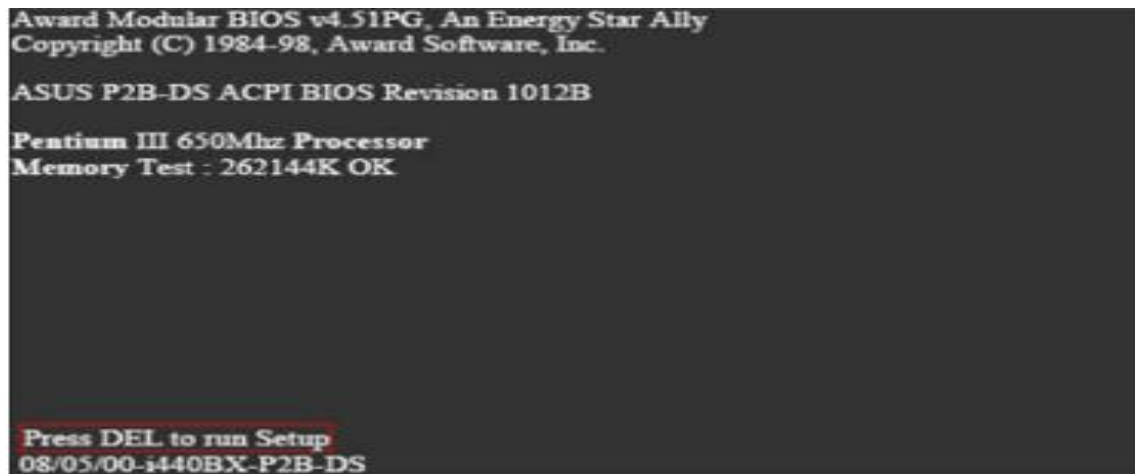 Award Modular BIOS v4.51PG, An Energy Star Ally
Copyright (C) 1984-98, Award Software, Inc.
ASUS P2B-DS ACPI BIOS Revision 1012B
Pentium III 650Mhz Processor
Memory Test : 262144K OK
Press DEL to run Setup
08/05/00-i440BX-P2B-DS